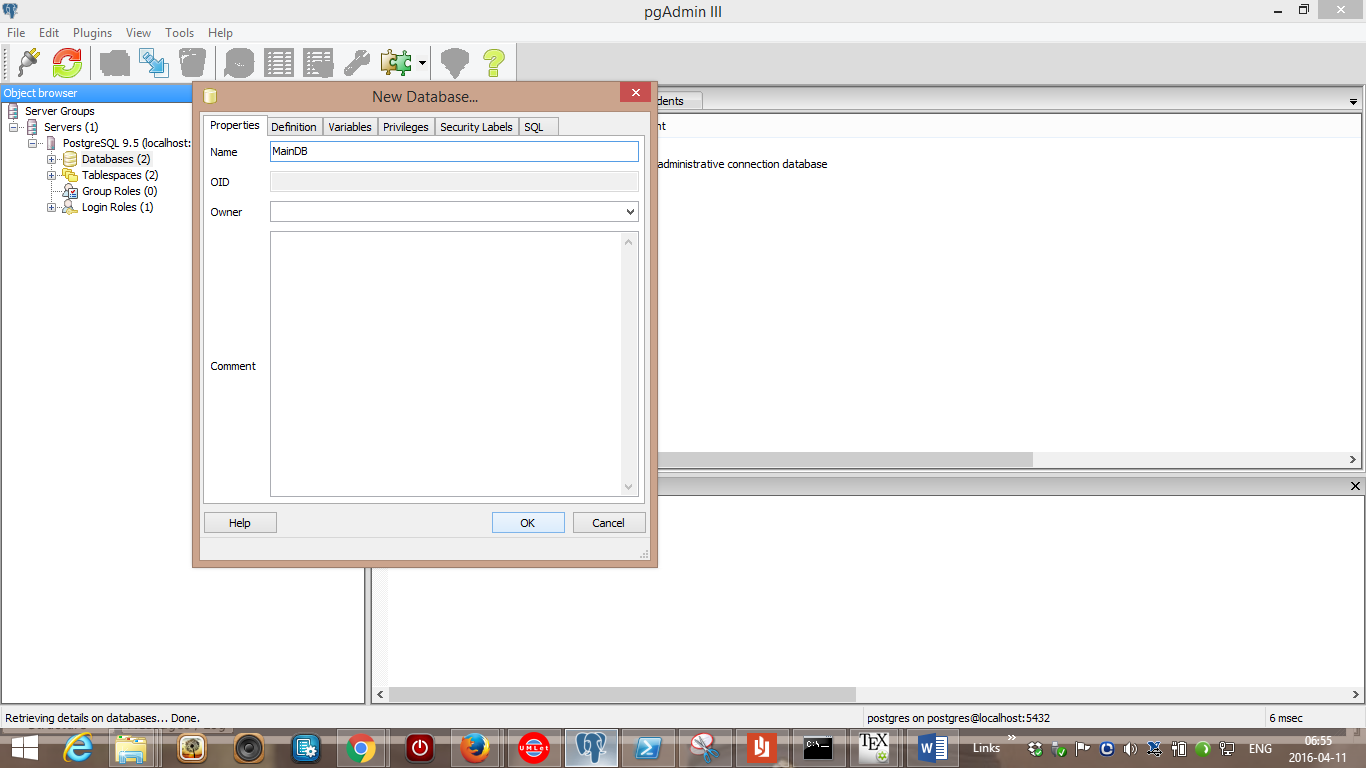 pgAdmin III
File Edit Plugins View Tools Help
Object browser
Server Groups
Servers (1)
PostgreSQL 9.5 (localhost:
Databases (2)
Tablespaces (2)
Group Roles (0)
Login Roles (1)
New Database...
Properties Definition Variables Privileges Security Labels SQL
Name MainDB
OID
Owner
Comment
Help OK Cancel
dents
nt
administrative connection database
Retrieving details on databases... Done.
postgres on postgres@localhost:5432
6 msec
UMLet
C:\_
TEX
Links
ENG
06:55
2016-04-11